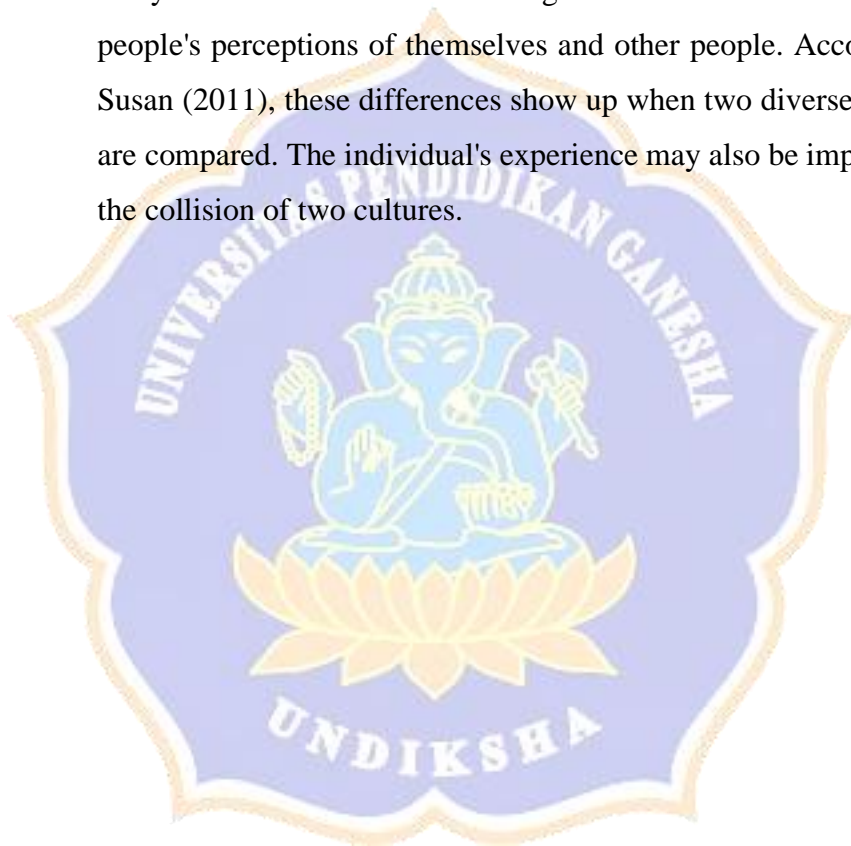 people's perceptions of themselves and other people. Acco
Susan (2011), these differences show up when two diverse
are compared. The individual's experience may also be imp
the collision of two cultures.
UNIVERSITAS PENDIDIKAN GANESHA
UNDIKSHA